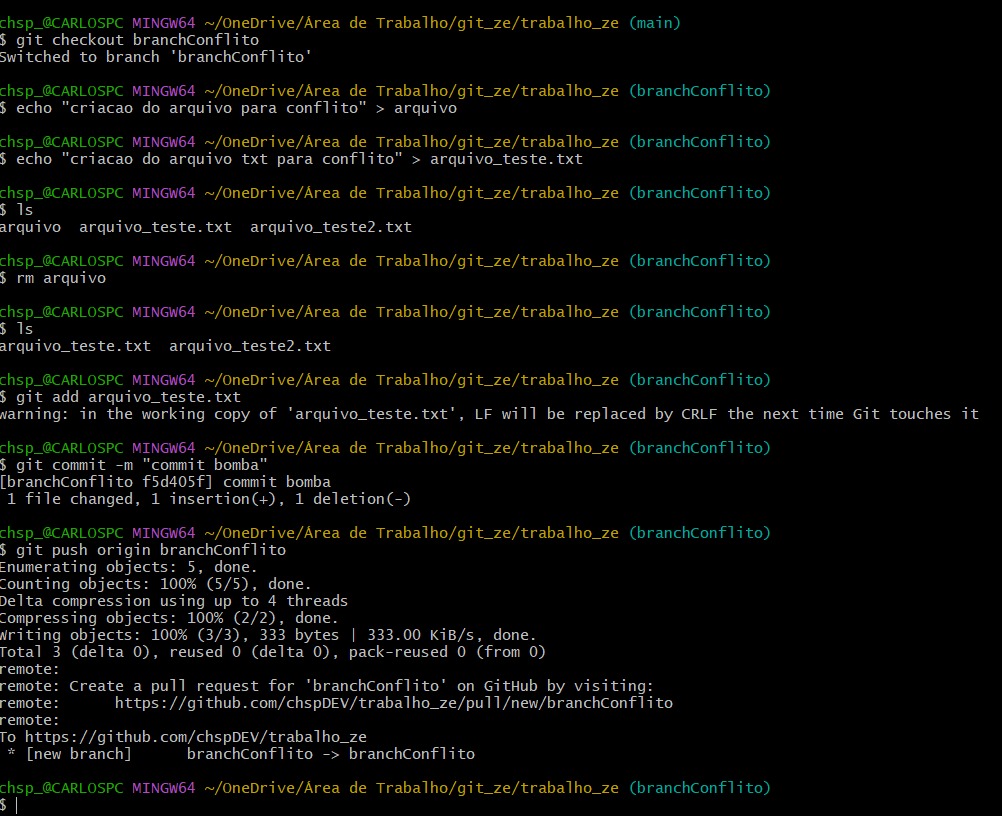 chsp_@CARLOSPC MINGW64 ~/OneDrive/Área de Trabalho/git_ze/trabalho_ze (main)
$ git checkout branchConflito
Switched to branch 'branchConflito'
chsp_@CARLOSPC MINGW64 ~/OneDrive/Área de Trabalho/git_ze/trabalho_ze (branchConflito)
$ echo "criacao do arquivo para conflito" > arquivo
chsp_@CARLOSPC MINGW64 ~/OneDrive/Área de Trabalho/git_ze/trabalho_ze (branchConflito)
$ echo "criacao do arquivo txt para conflito" > arquivo_teste.txt
chsp_@CARLOSPC MINGW64 ~/OneDrive/Área de Trabalho/git_ze/trabalho_ze (branchConflito)
$ ls
arquivo  arquivo_teste.txt  arquivo_teste2.txt
chsp_@CARLOSPC MINGW64 ~/OneDrive/Área de Trabalho/git_ze/trabalho_ze (branchConflito)
$ rm arquivo
chsp_@CARLOSPC MINGW64 ~/OneDrive/Área de Trabalho/git_ze/trabalho_ze (branchConflito)
$ ls
arquivo_teste.txt  arquivo_teste2.txt
chsp_@CARLOSPC MINGW64 ~/OneDrive/Área de Trabalho/git_ze/trabalho_ze (branchConflito)
$ git add arquivo_teste.txt
warning: in the working copy of 'arquivo_teste.txt', LF will be replaced by CRLF the next time Git touches it
chsp_@CARLOSPC MINGW64 ~/OneDrive/Área de Trabalho/git_ze/trabalho_ze (branchConflito)
$ git commit -m "commit bomba"
[branchConflito f5d405f] commit bomba
 1 file changed, 1 insertion(+), 1 deletion(-)
chsp_@CARLOSPC MINGW64 ~/OneDrive/Área de Trabalho/git_ze/trabalho_ze (branchConflito)
$ git push origin branchConflito
Enumerating objects: 5, done.
Counting objects: 100% (5/5), done.
Delta compression using up to 4 threads
Compressing objects: 100% (2/2), done.
Writing objects: 100% (3/3), 333 bytes | 333.00 KiB/s, done.
Total 3 (delta 0), reused 0 (delta 0), pack-reused 0 (from 0)
remote:
remote: Create a pull request for 'branchConflito' on GitHub by visiting:
remote:      https://github.com/chspDEV/trabalho_ze/pull/new/branchConflito
remote:
To https://github.com/chspDEV/trabalho_ze
 * [new branch]      branchConflito -> branchConflito
chsp_@CARLOSPC MINGW64 ~/OneDrive/Área de Trabalho/git_ze/trabalho_ze (branchConflito)
$